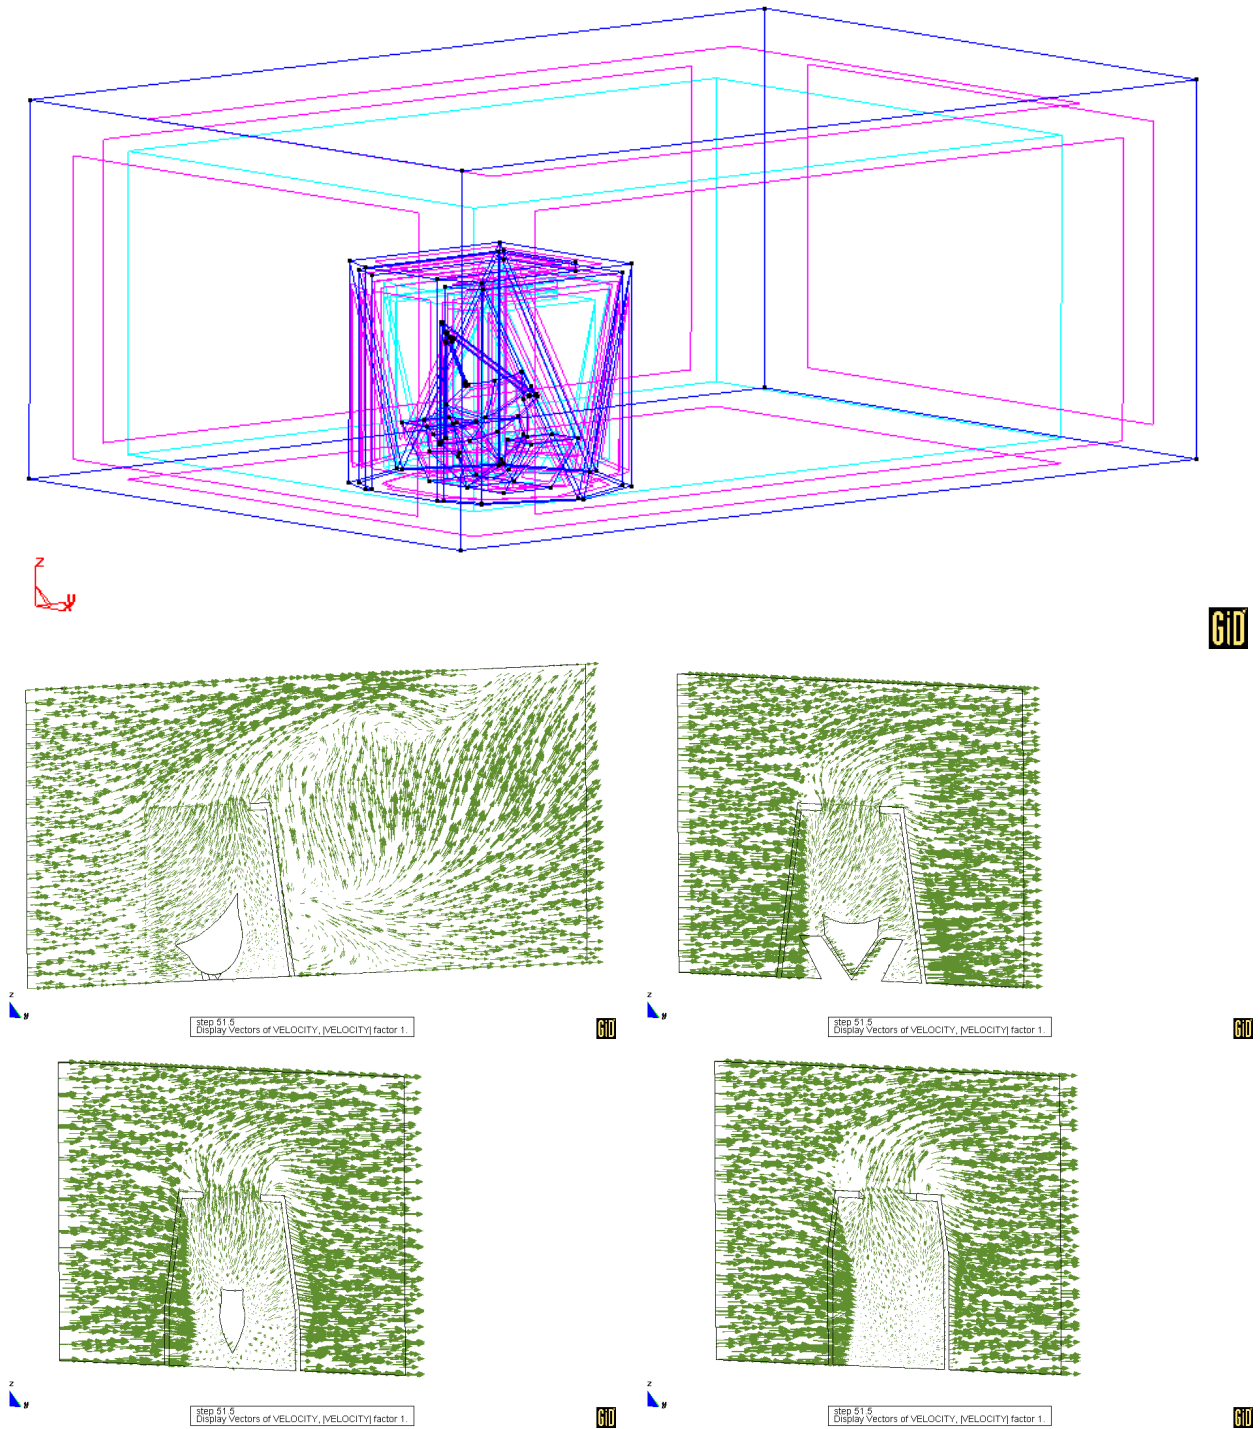 z
y
x
GiD
z
y
step 51.5
Display Vectors of VELOCITY, |VELOCITY| factor 1.
GiD
z
y
step 51.5
Display Vectors of VELOCITY, |VELOCITY| factor 1.
GiD
z
y
step 51.5
Display Vectors of VELOCITY, |VELOCITY| factor 1.
GiD
z
y
step 51.5
Display Vectors of VELOCITY, |VELOCITY| factor 1.
GiD